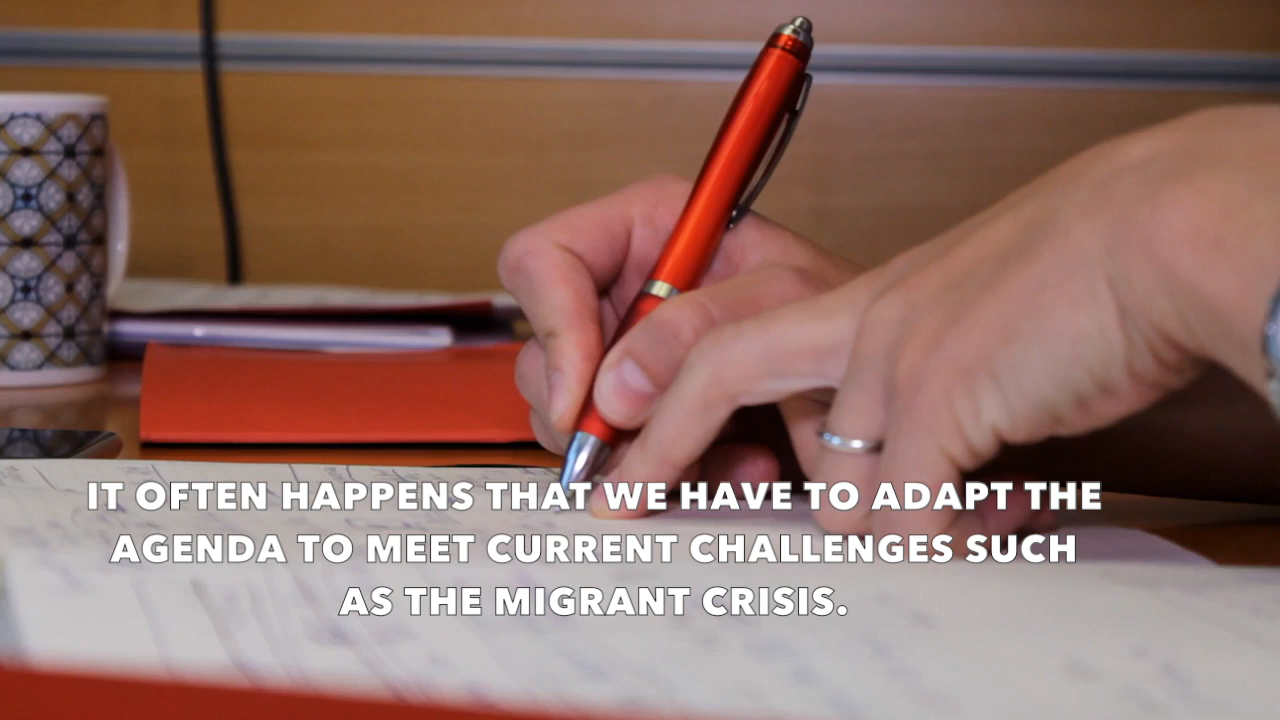 IT OFTEN HAPPENS THAT WE HAVE TO ADAPT THE
AGENDA TO MEET CURRENT CHALLENGES SUCH
AS THE MIGRANT CRISIS.